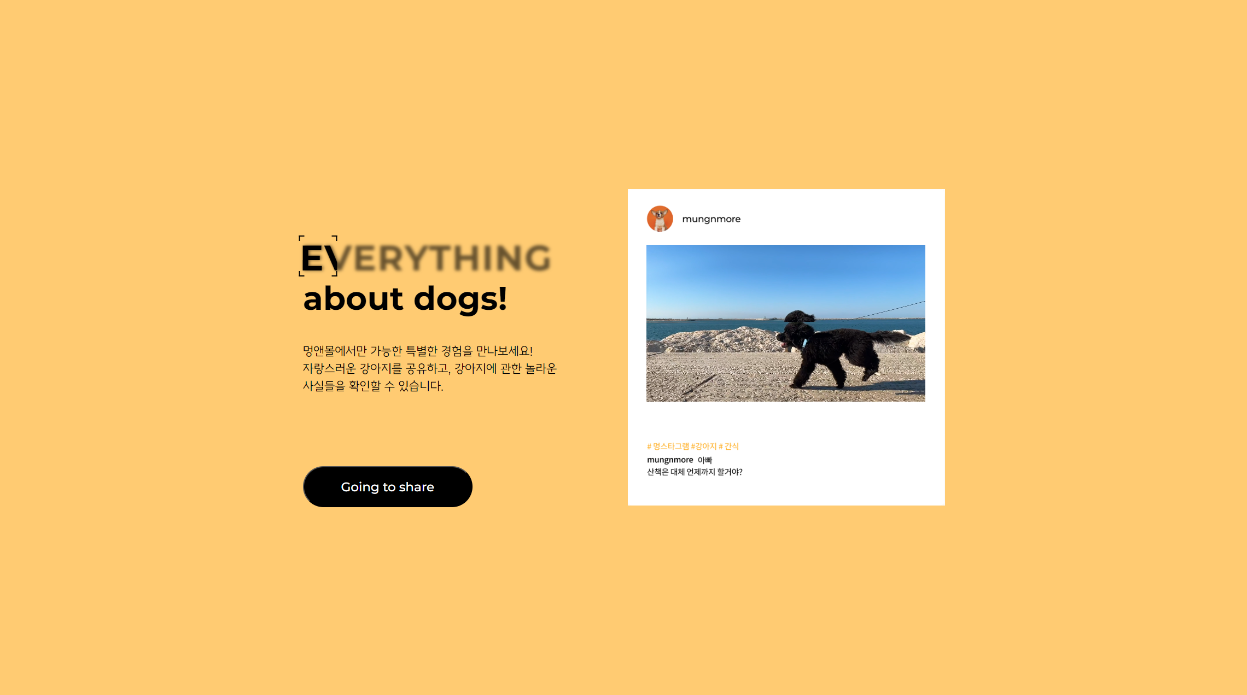 EVERYTHING
about dogs!
멍앤몰에서만 가능한 특별한 경험을 만나보세요!
자랑스러운 강아지를 공유하고, 강아지에 관한 놀라운
사실들을 확인할 수 있습니다.
Going to share
mungnmore
# 멍스타그램 #강아지 # 간식
mungnmore 아빠
산책은 대체 언제까지 할거야?